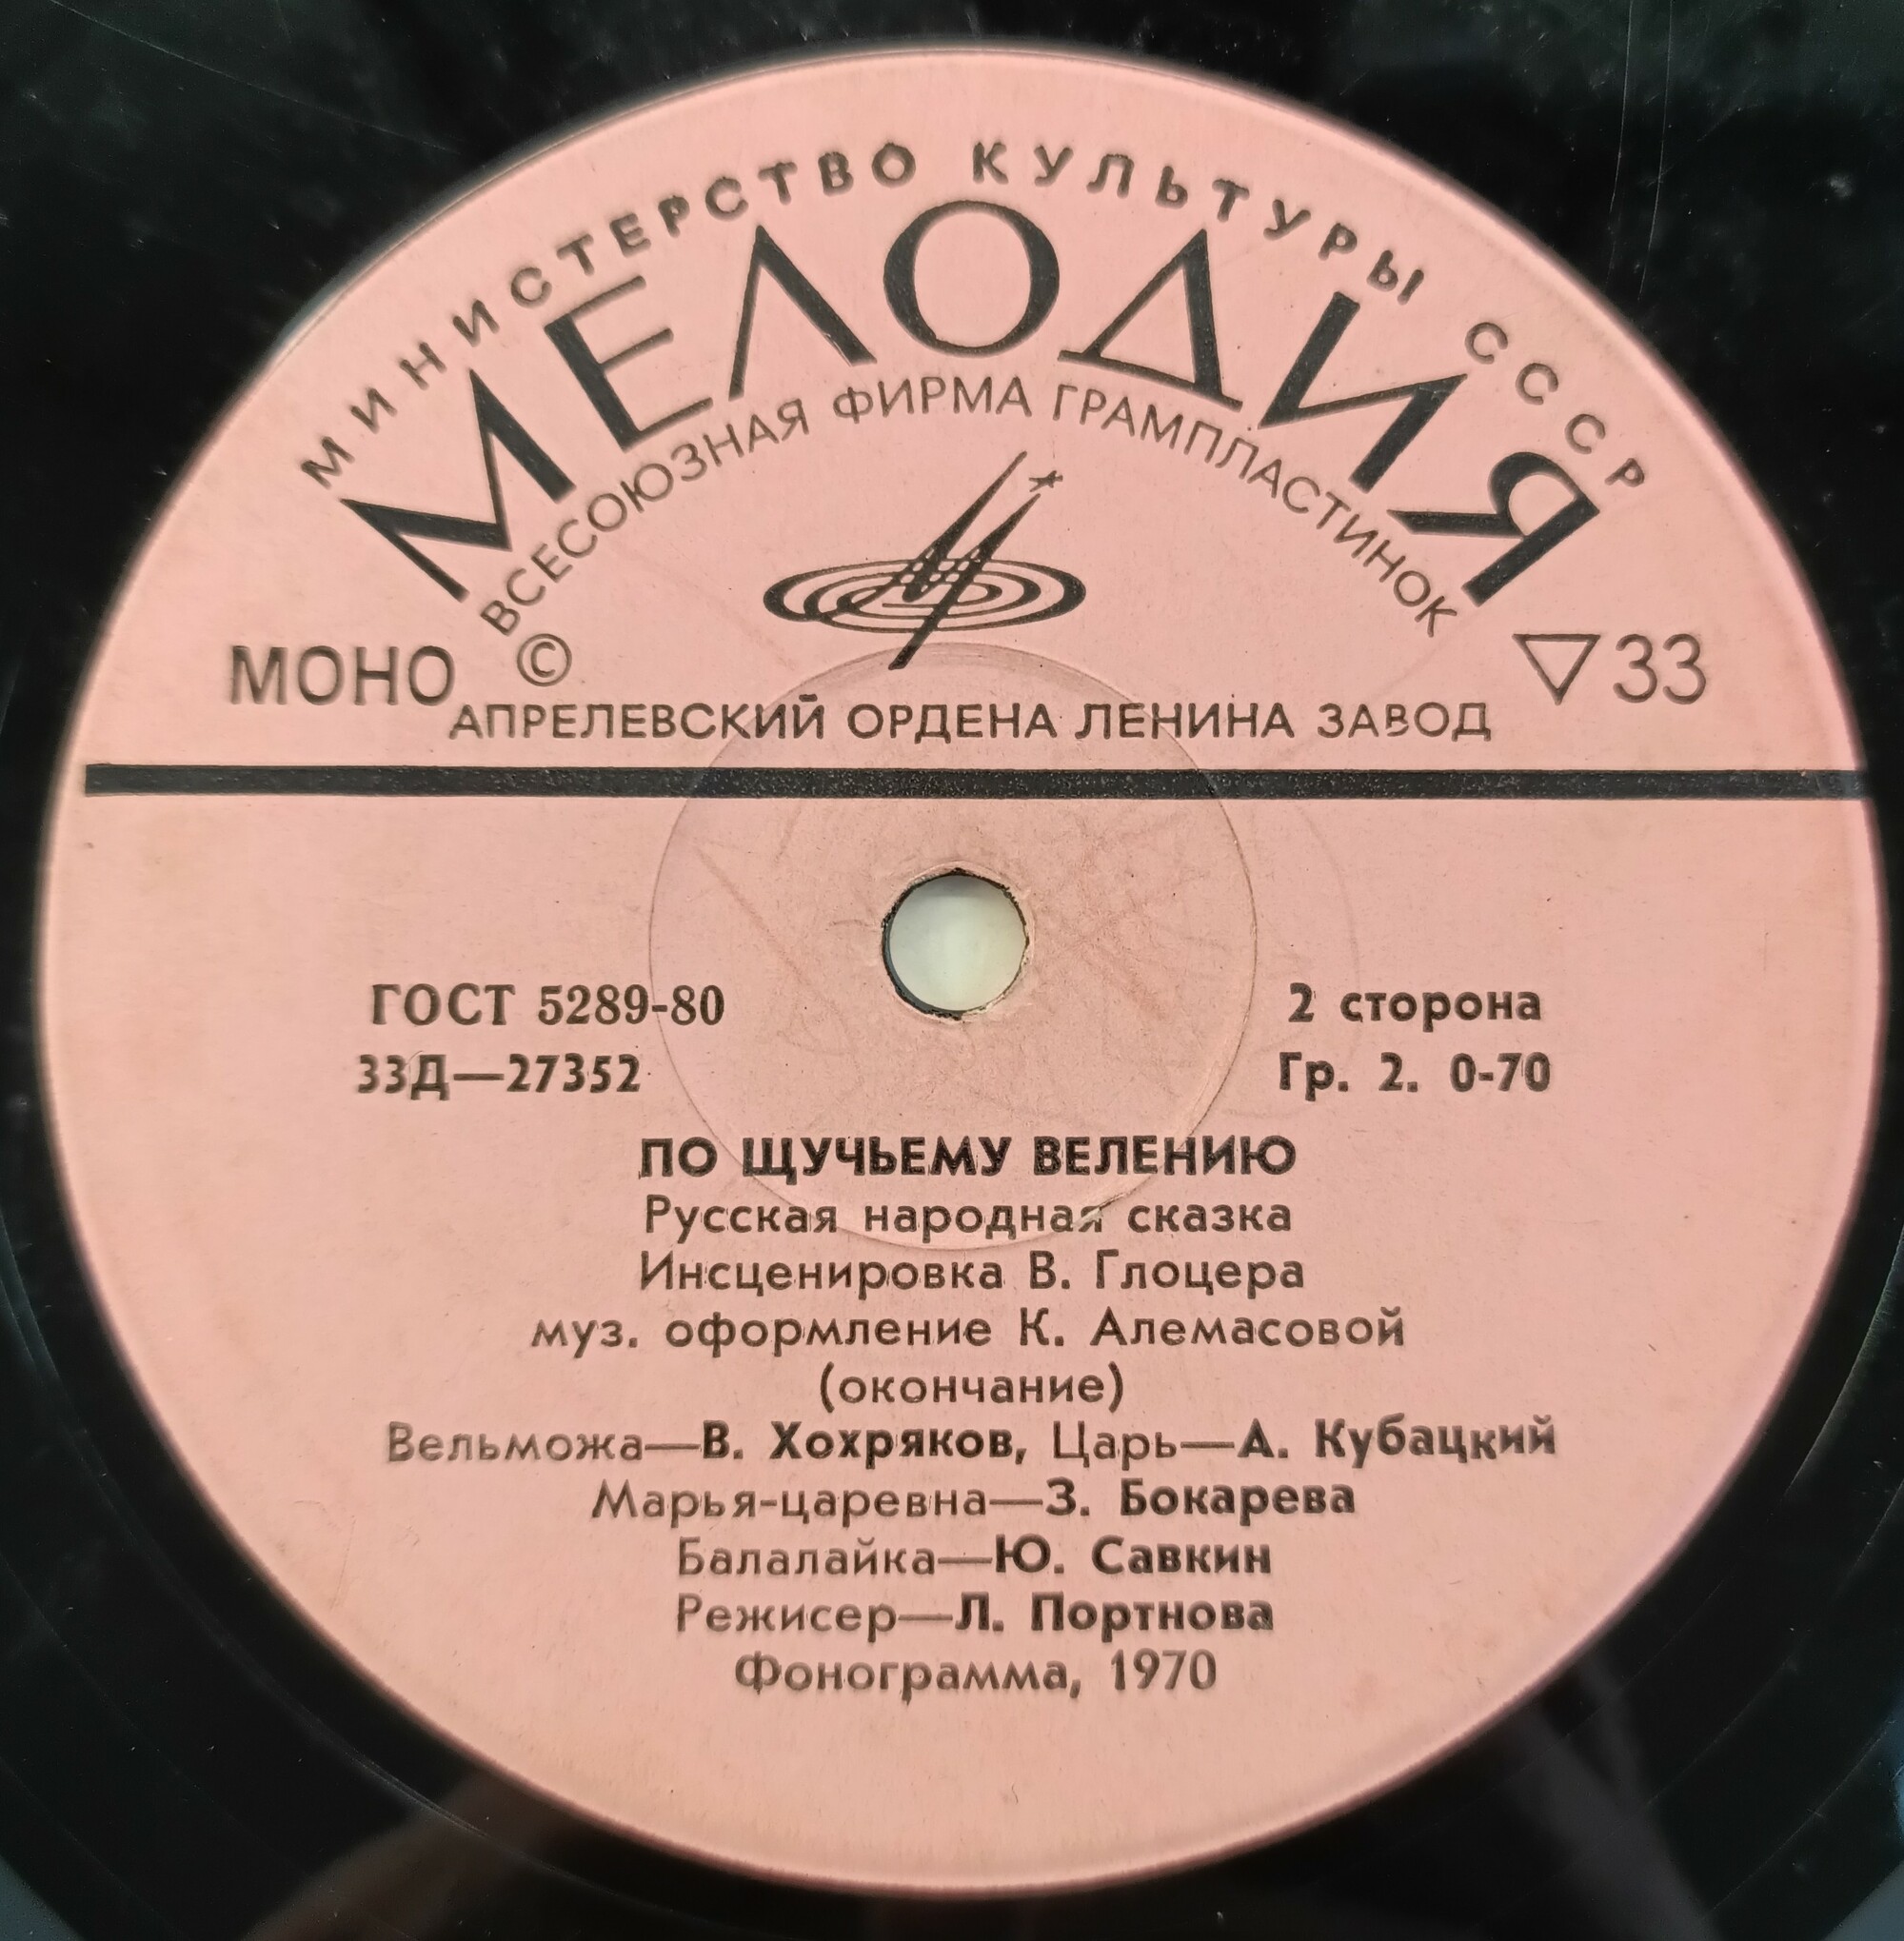 МИНИСТЕРСТВО КУЛЬТУРЫ СССР
МЕЛОДИЯ
ВСЕСОЮЗНАЯ ФИРМА ГРАМПЛАСТИНОК
МОНО © ▽33
АПРЕЛЕВСКИЙ ОРДЕНА ЛЕНИНА ЗАВОД
ГОСТ 5289-80 2 сторона
33Д—27352 Гр. 2. 0-70
ПО ЩУЧЬЕМУ ВЕЛЕНИЮ
Русская народная сказка
Инсценировка В. Глоцера
муз. оформление К. Алемасовой
(окончание)
Вельможа—В. Хохряков, Царь—А. Кубацкий
Марья-царевна—З. Бокарева
Балалайка—Ю. Савкин
Режисер—Л. Портнова
Фонограмма, 1970